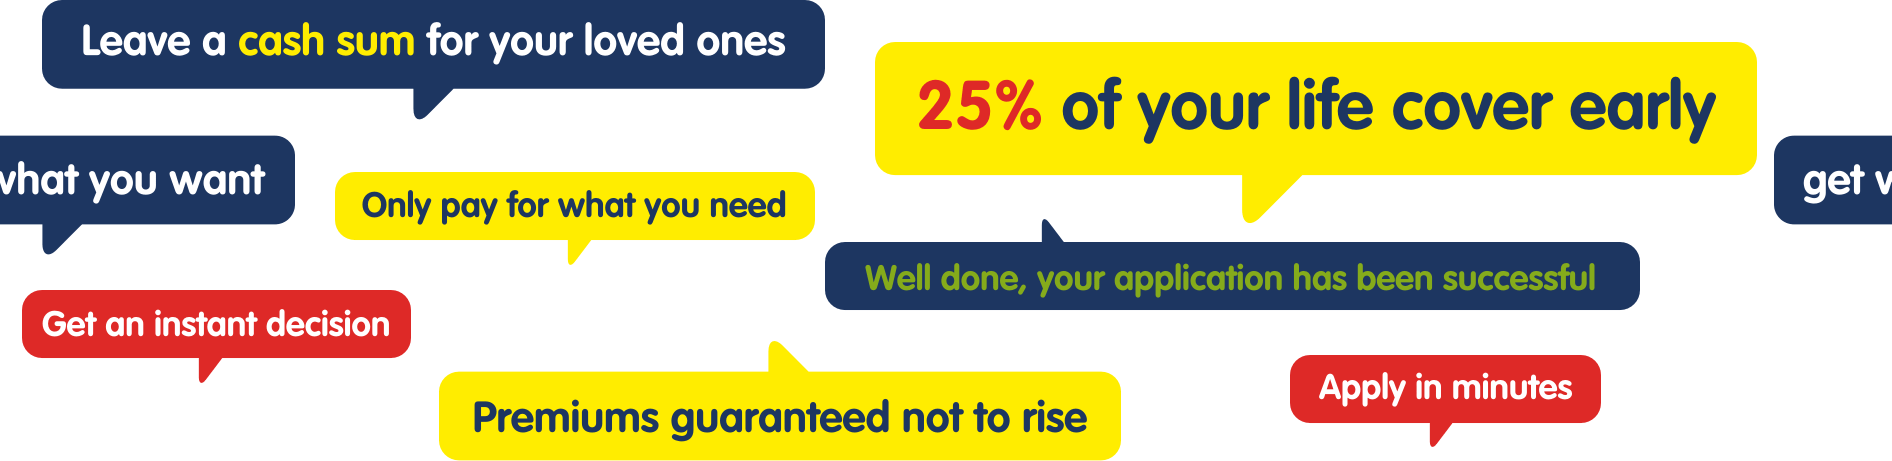 Leave a cash sum for your loved ones
25% of your life cover early
what you want
get
Only pay for what you need
Well done, your application has been successful
Get an instant decision
Apply in minutes
Premiums guaranteed not to rise